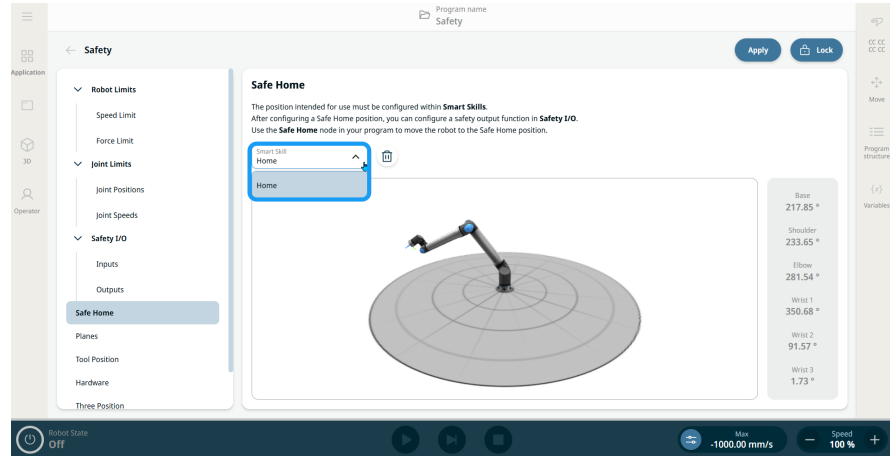 Program name
Safety
Application
3D
Operator
Safety
Apply
Lock
Robot Limits
Speed Limit
Force Limit
Joint Limits
Joint Positions
Joint Speeds
Safety I/O
Inputs
Outputs
Safe Home
Planes
Tool Position
Hardware
Three Position
Safe Home
The position intended for use must be configured within Smart Skills.
After configuring a Safe Home position, you can configure a safety output function in Safety I/O.
Use the Safe Home node in your program to move the robot to the Safe Home position.
Smart Skill
Home
Home
Base
217.85 °
Shoulder
233.65 °
Elbow
281.54 °
Wrist 1
350.68 °
Wrist 2
91.57 °
Wrist 3
1.73 °
CC CC
CC CC
Move
Program
structure
{x}
Variables
Robot State
Off
Max
-1000.00 mm/s
Speed
100 %